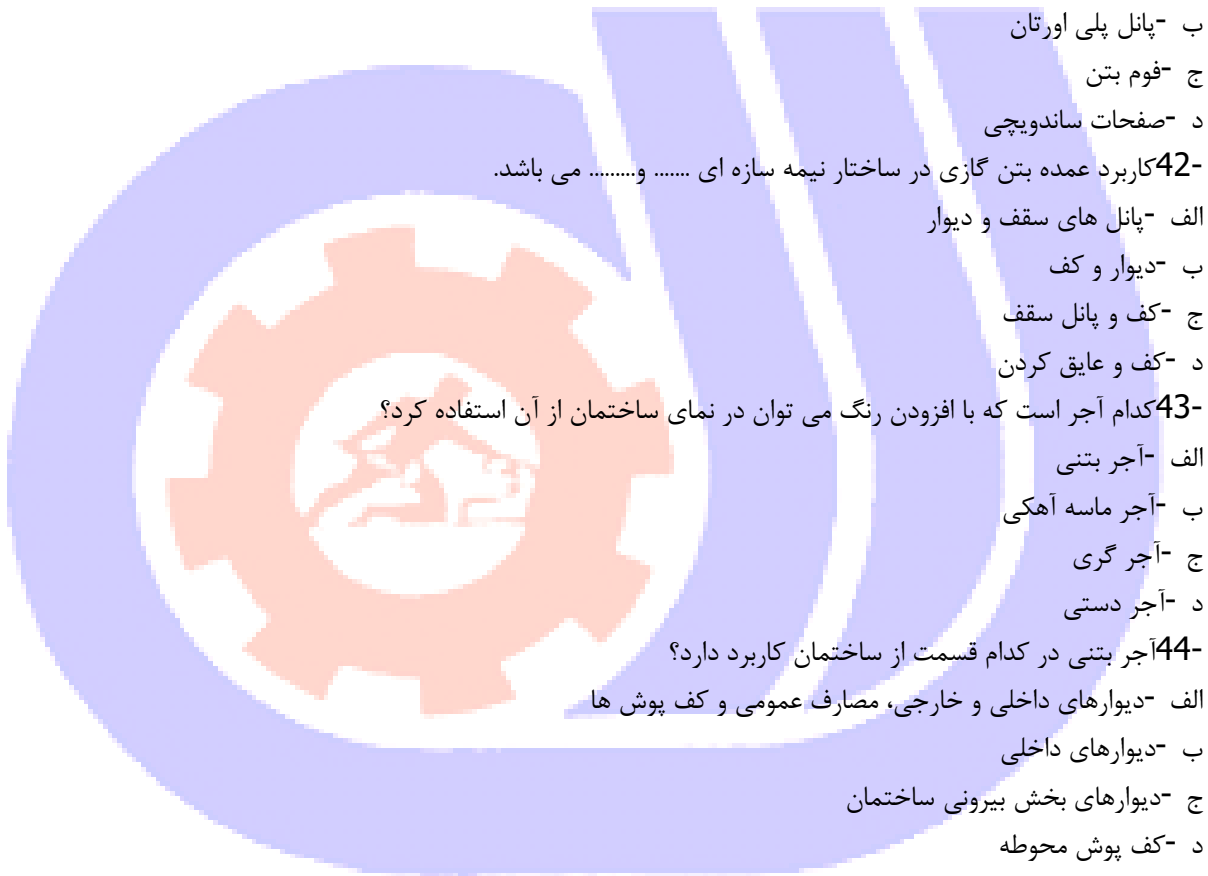 ب -پانل پلی اورتان
ج -فوم بتن
د -صفحات ساندویچی
42-کاربرد عمده بتن گازی در ساختار نیمه سازه ای ....... و......... می باشد.
الف -پانل های سقف و دیوار
ب -دیوار و کف
ج -کف و پانل سقف
د -کف و عایق کردن
43-کدام آجر است که با افزودن رنگ می توان در نمای ساختمان از آن استفاده کرد؟
الف -آجر بتنی
ب -آجر ماسه آهکی
ج -آجر گری
د -آجر دستی
44-آجر بتنی در کدام قسمت از ساختمان کاربرد دارد؟
الف -دیوارهای داخلی و خارجی، مصارف عمومی و کف پوش ها
ب -دیوارهای داخلی
ج -دیوارهای بخش بیرونی ساختمان
د -کف پوش محوطه